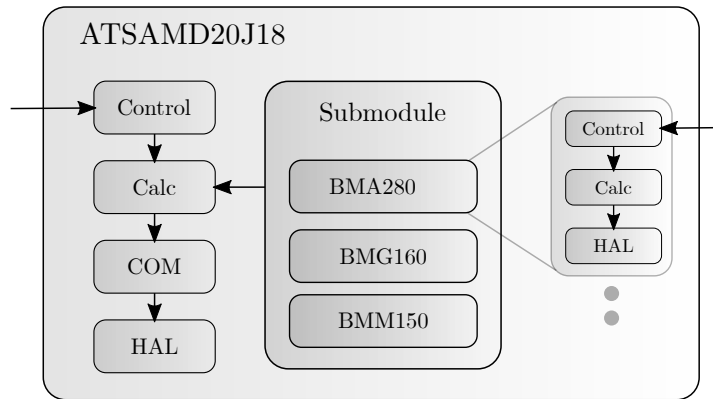 ATSAMD20J18
Control
Calc
COM
HAL
Submodule
BMA280
BMG160
BMM150
Control
Calc
HAL